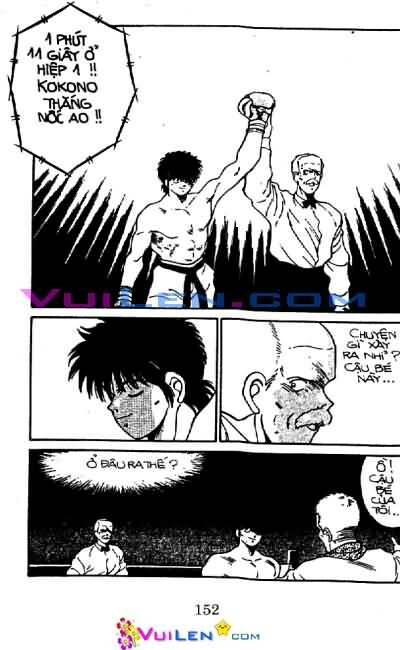 1 PHÚT
11 GIÂY Ở
HIỆP 1 !!
KOKONO
THẮNG
NỐC AO !!
VUILEN.COM
CHUYỆN
GÌ XẢY
RA NHỈ ?
CẬU BÉ
NÀY...
Ở ĐÂU RA THẾ ?
Ồ !
CẬU
BÉ
CỦA
TÔI...
152
VUILEN.COM